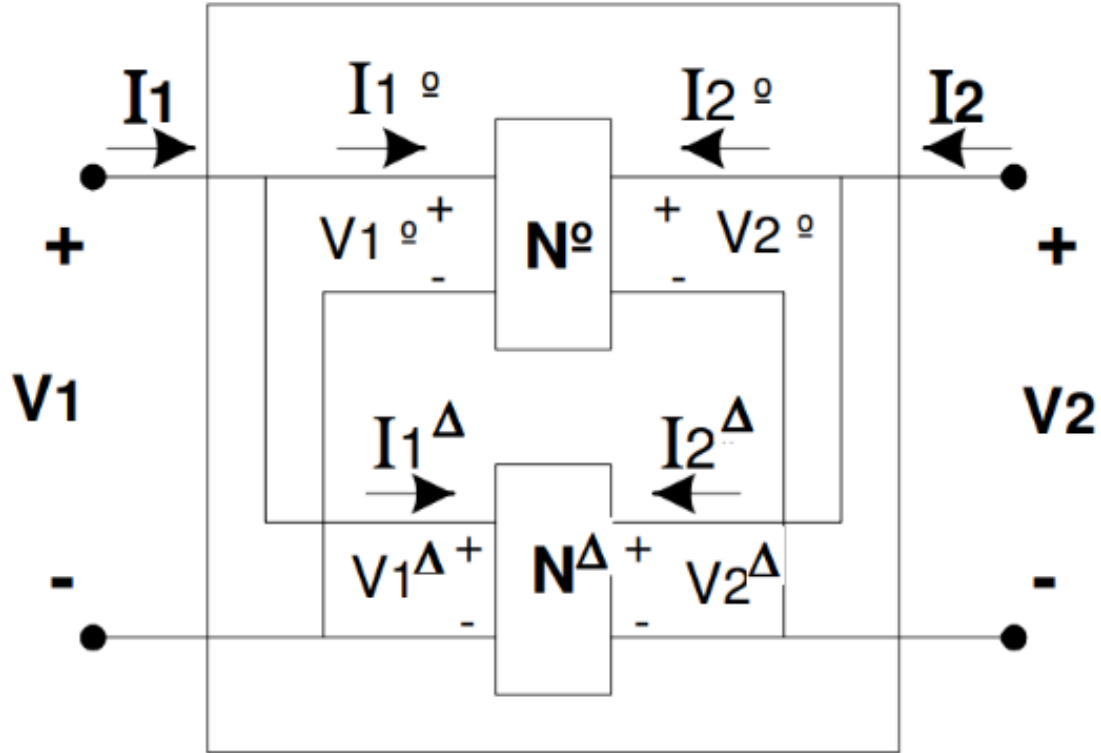 I1 I1 º I2 º I2
+ V1 º + Nº + V2 º +
- -
V1 I1Δ I2Δ V2
V1Δ + NΔ + V2Δ
- - - -